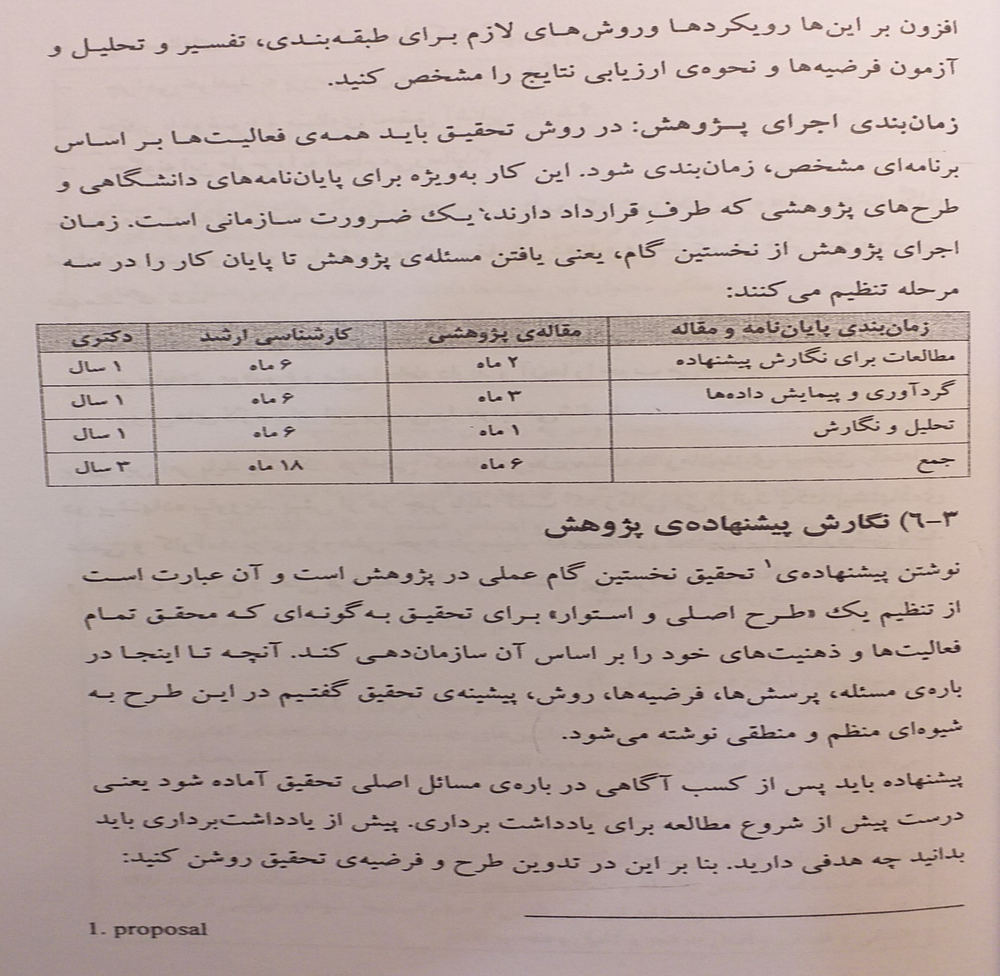 افزون بر این‌ها رویکردها وروش‌های لازم برای طبقه‌بندی، تفسیر و تحلیل و
آزمون فرضیه‌ها و نحوه‌ی ارزیابی نتایج را مشخص کنید.
زمان‌بندی اجرای پژوهش: در روش تحقیق باید همه‌ی فعالیت‌ها بر اساس
برنامه‌ای مشخص، زمان‌بندی شود. این کار به‌ویژه برای پایان‌نامه‌های دانشگاهی و
طرح‌های پژوهشی که طرفِ قرارداد دارند، یک ضرورت سازمانی است. زمان
اجرای پژوهش از نخستین گام، یعنی یافتن مسئله‌ی پژوهش تا پایان کار را در سه
مرحله تنظیم می‌کنند:
زمان‌بندی پایان‌نامه و مقاله مقاله‌ی پژوهشی کارشناسی ارشد دکتری
مطالعات برای نگارش پیشنهاده ۲ ماه ۶ ماه ۱ سال
گردآوری و پیمایش داده‌ها ۳ ماه ۶ ماه ۱ سال
تحلیل و نگارش ۱ ماه ۶ ماه ۱ سال
جمع ۶ ماه ۱۸ ماه ۳ سال
۳-٦) نگارش پیشنهاده‌ی پژوهش
نوشتن پیشنهاده‌ی۱ تحقیق نخستین گام عملی در پژوهش است و آن عبارت است
از تنظیم یک «طرح اصلی و استوار» برای تحقیق به‌گونه‌ای که محقق تمام
فعالیت‌ها و ذهنیت‌های خود را بر اساس آن سازمان‌دهی کند. آنچه تا اینجا در
باره‌ی مسئله، پرسش‌ها، فرضیه‌ها، روش، پیشینه‌ی تحقیق گفتیم در این طرح به
شیوه‌ای منظم و منطقی نوشته می‌شود.
پیشنهاده باید پس از کسب آگاهی در باره‌ی مسائل اصلی تحقیق آماده شود یعنی
درست پیش از شروع مطالعه برای یادداشت برداری. پیش از یادداشت‌برداری باید
بدانید چه هدفی دارید. بنا بر این در تدوین طرح و فرضیه‌ی تحقیق روشن کنید:
1. proposal